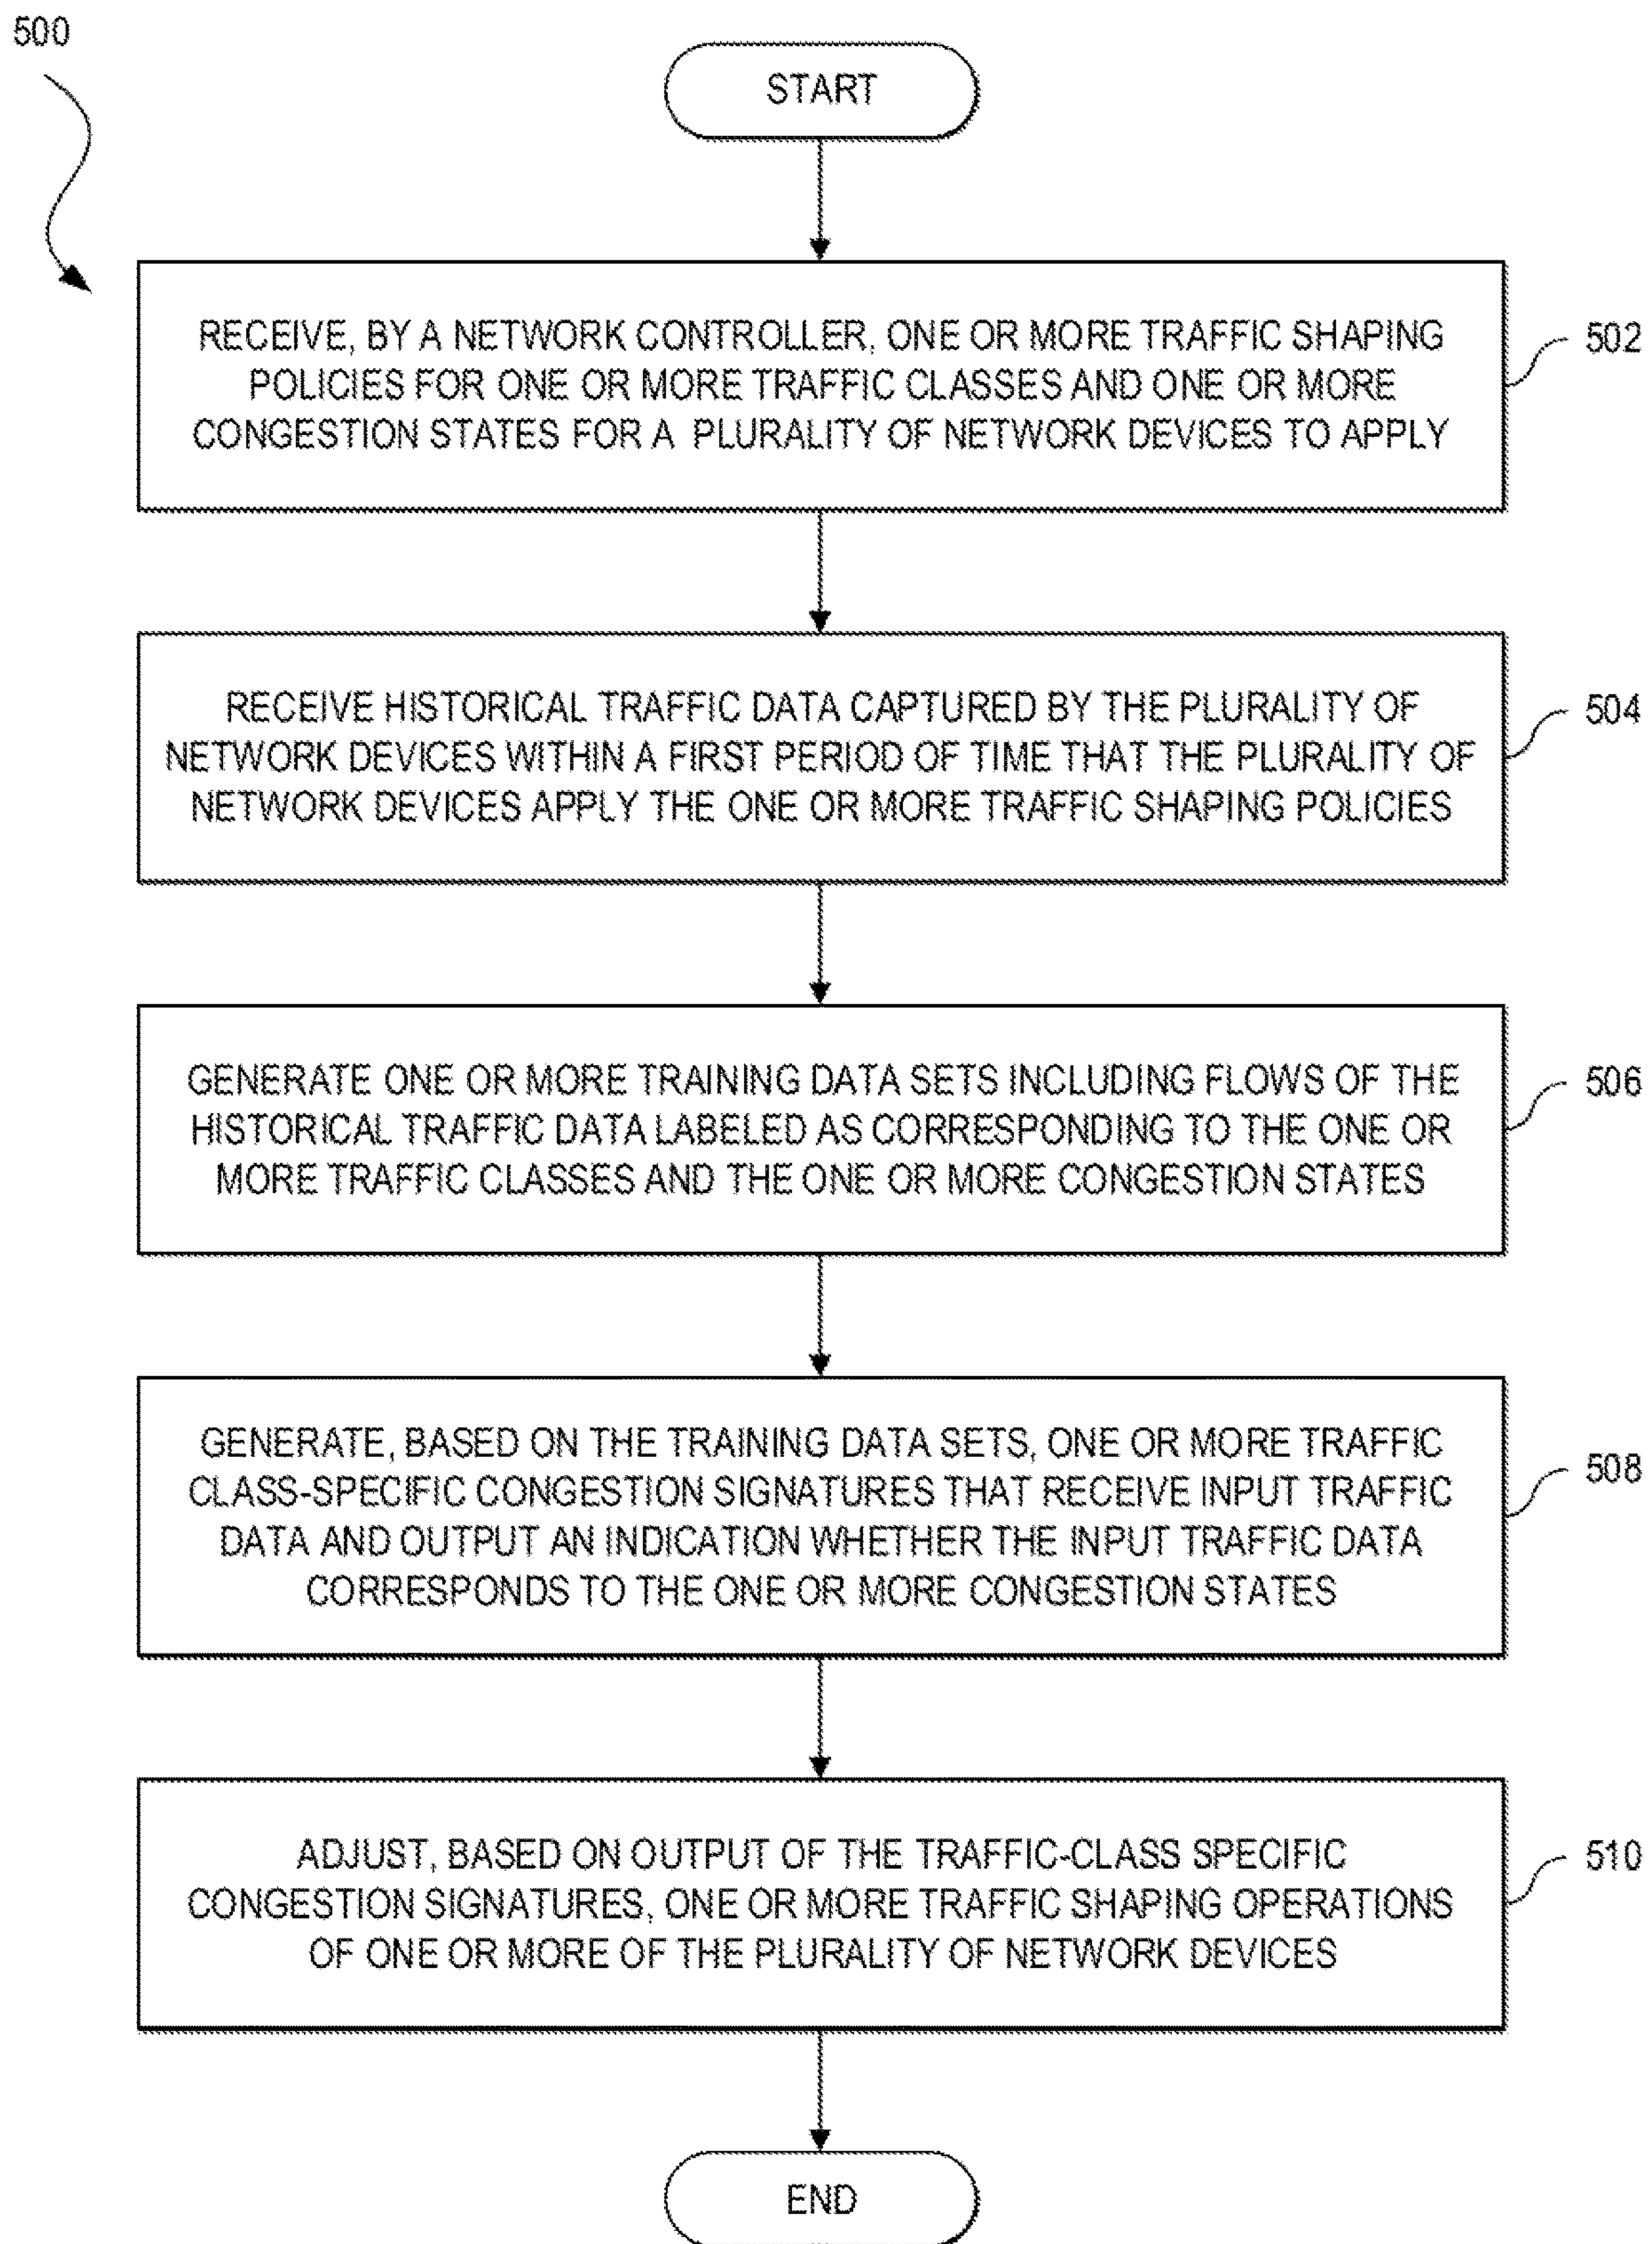 500
START
RECEIVE, BY A NETWORK CONTROLLER, ONE OR MORE TRAFFIC SHAPING
POLICIES FOR ONE OR MORE TRAFFIC CLASSES AND ONE OR MORE
CONGESTION STATES FOR A PLURALITY OF NETWORK DEVICES TO APPLY
502
RECEIVE HISTORICAL TRAFFIC DATA CAPTURED BY THE PLURALITY OF
NETWORK DEVICES WITHIN A FIRST PERIOD OF TIME THAT THE PLURALITY OF
NETWORK DEVICES APPLY THE ONE OR MORE TRAFFIC SHAPING POLICIES
504
GENERATE ONE OR MORE TRAINING DATA SETS INCLUDING FLOWS OF THE
HISTORICAL TRAFFIC DATA LABELED AS CORRESPONDING TO THE ONE OR
MORE TRAFFIC CLASSES AND THE ONE OR MORE CONGESTION STATES
506
GENERATE, BASED ON THE TRAINING DATA SETS, ONE OR MORE TRAFFIC
CLASS-SPECIFIC CONGESTION SIGNATURES THAT RECEIVE INPUT TRAFFIC
DATA AND OUTPUT AN INDICATION WHETHER THE INPUT TRAFFIC DATA
CORRESPONDS TO THE ONE OR MORE CONGESTION STATES
508
ADJUST, BASED ON OUTPUT OF THE TRAFFIC-CLASS SPECIFIC
CONGESTION SIGNATURES, ONE OR MORE TRAFFIC SHAPING OPERATIONS
OF ONE OR MORE OF THE PLURALITY OF NETWORK DEVICES
510
END